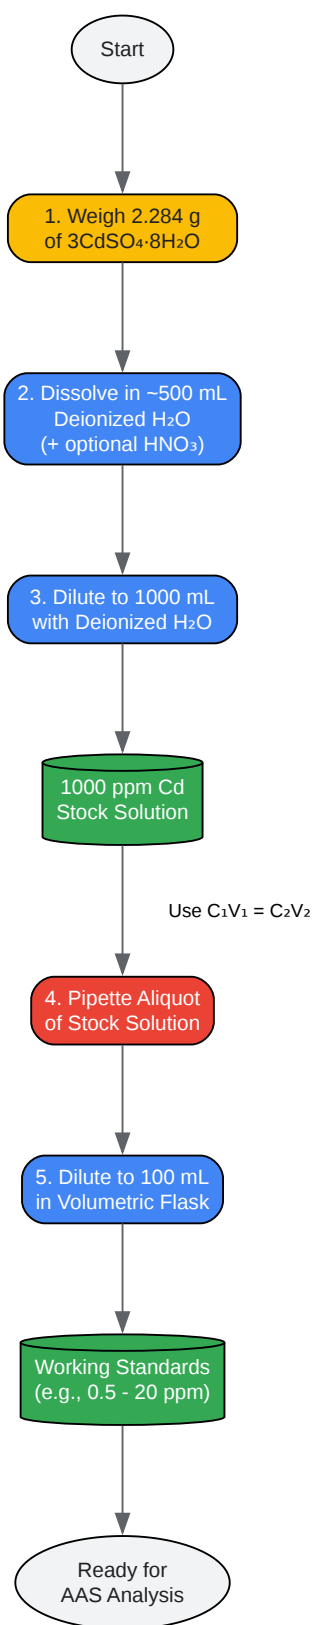 Start
1. Weigh 2.284 g
of 3CdSO₄·8H₂O
2. Dissolve in ~500 mL
Deionized H₂O
(+ optional HNO₃)
3. Dilute to 1000 mL
with Deionized H₂O
1000 ppm Cd
Stock Solution
Use C₁V₁ = C₂V₂
4. Pipette Aliquot
of Stock Solution
5. Dilute to 100 mL
in Volumetric Flask
Working Standards
(e.g., 0.5 - 20 ppm)
Ready for
AAS Analysis